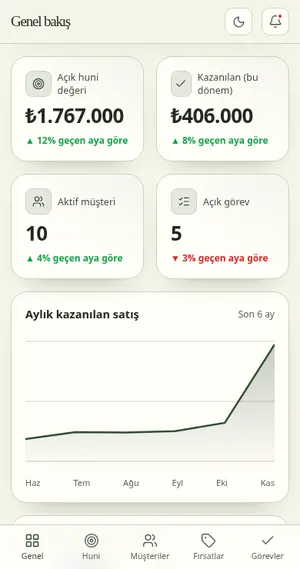 Genel bakış
Açık huni
değeri
₺1.767.000
▲ 12% geçen aya göre
Kazanılan (bu
dönem)
₺406.000
▲ 8% geçen aya göre
Aktif müşteri
10
▲ 4% geçen aya göre
Açık görev
5
▼ 3% geçen aya göre
Aylık kazanılan satış
Son 6 ay
Haz Tem Ağu Eyl Eki Kas
Genel Huni Müşteriler Fırsatlar Görevler